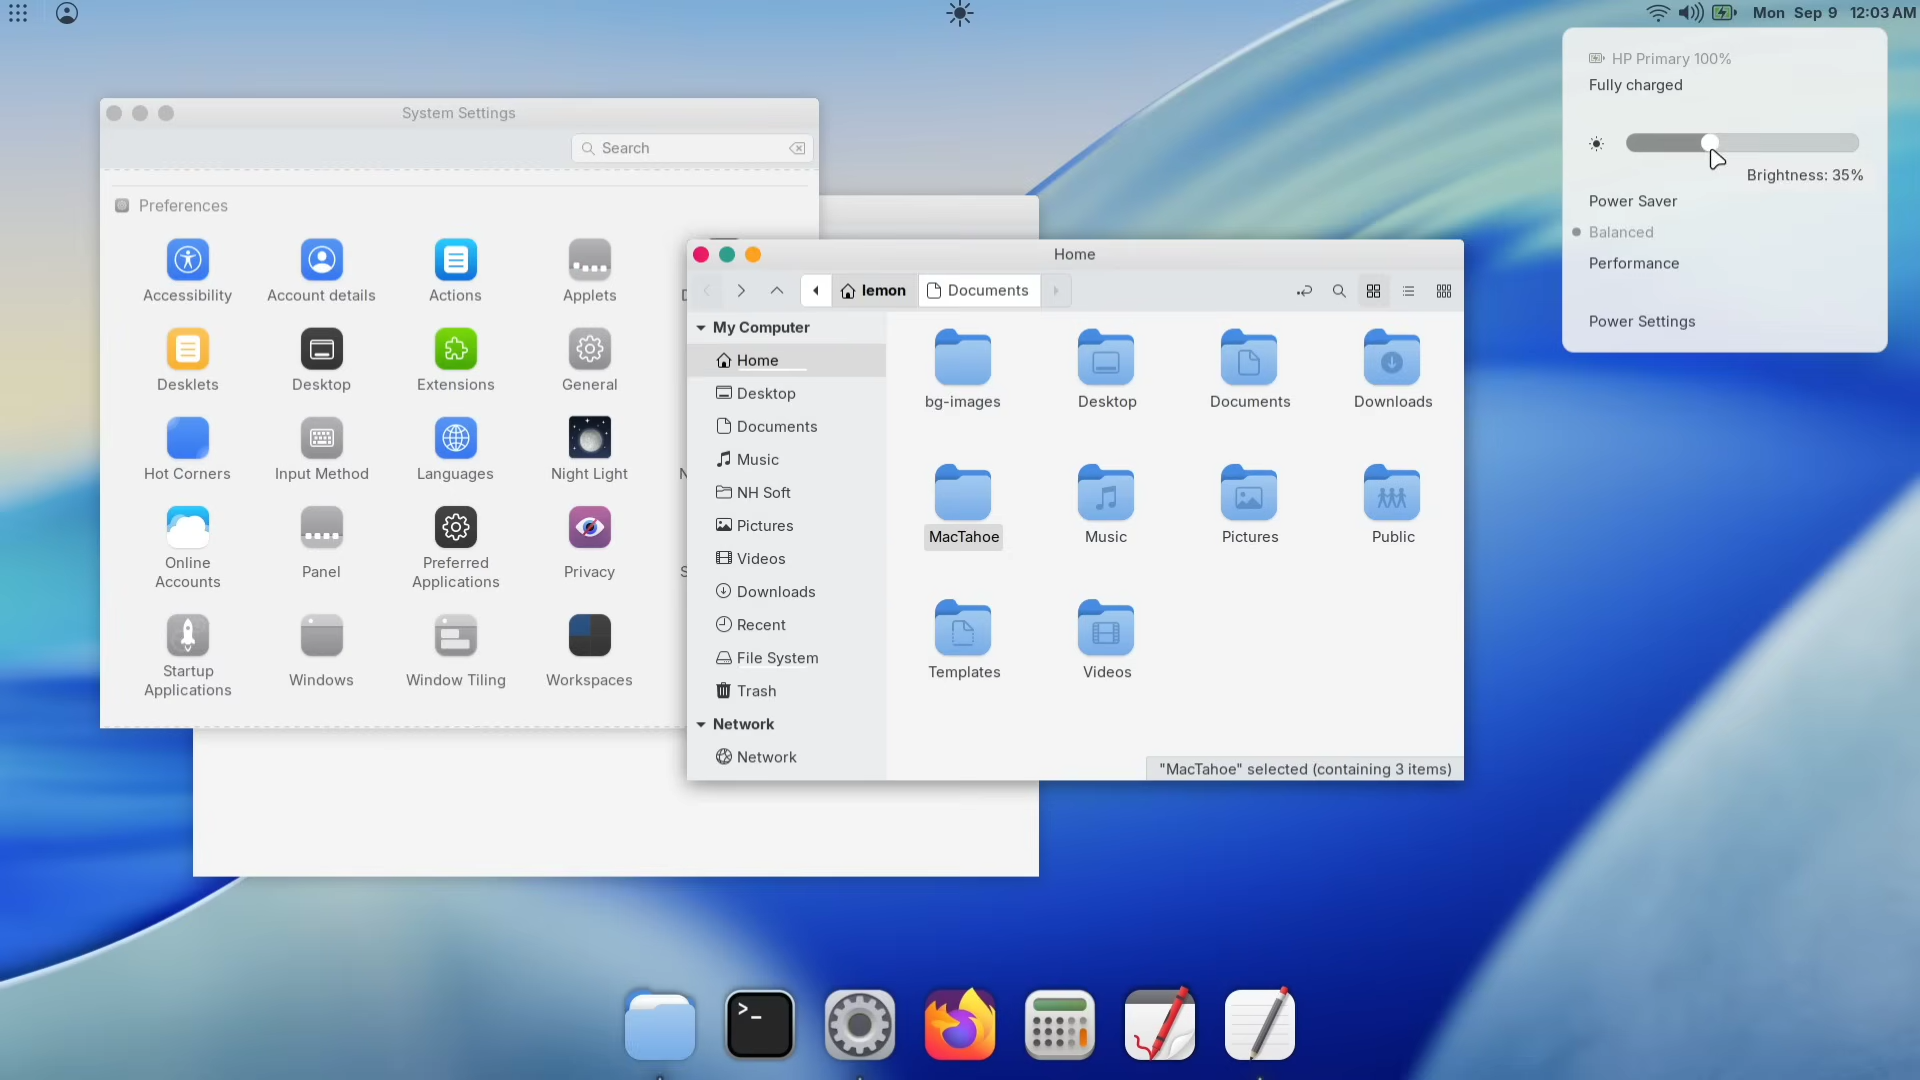 Mon Sep 9 12:03 AM
HP Primary 100%
Fully charged
Brightness: 35%
Power Saver
Balanced
Performance
Power Settings
System Settings
Search
Preferences
Accessibility
Account details
Actions
Applets
Desklets
Desktop
Extensions
General
Hot Corners
Input Method
Languages
Night Light
Online
Accounts
Panel
Preferred
Applications
Privacy
Startup
Applications
Windows
Window Tiling
Workspaces
Home
lemon
Documents
My Computer
Home
Desktop
Documents
Music
NH Soft
Pictures
Videos
Downloads
Recent
File System
Trash
Network
Network
bg-images
Desktop
Documents
Downloads
MacTahoe
Music
Pictures
Public
Templates
Videos
"MacTahoe" selected (containing 3 items)